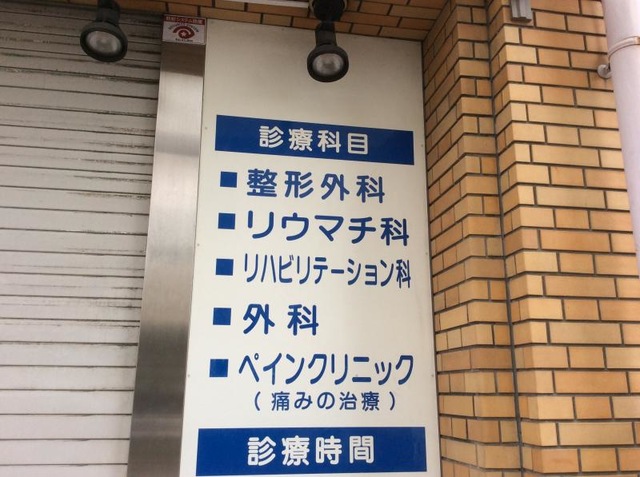 診療科目
■整形外科
■リウマチ科
■リハビリテーション科
■外科
■ペインクリニック
(痛みの治療)
診療時間